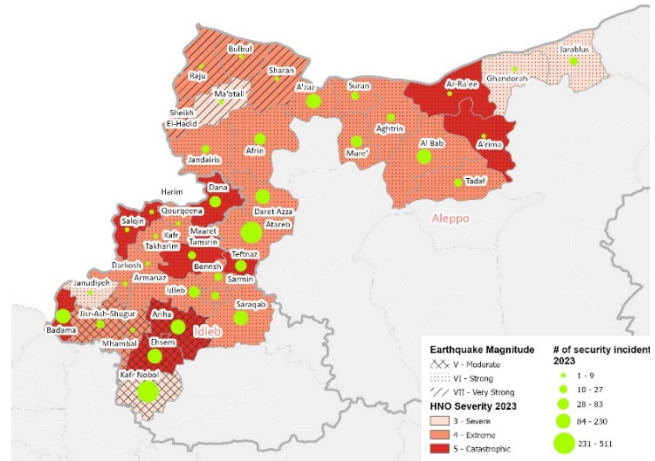 Bulbul
Raju
Sharan
Ma'btali
Sheikh
El-Hadid
A'zaz
Suran
Ar-Ra'ee
Ghandorah
Jarablus
Aghtrin
Jandairis
Afrin
Mare'
Al Bab
A'rima
Tadaf
Harim
Dana
Salqin
Qourqeena
Daret Azza
Aleppo
Kafr
Takharim
Maaret
Tamsrin
Atareb
Teftnaz
Darkosh
Bennsh
Janudiyeh
Armanaz
Sarmin
Idleb
Jisr-Ash-Shugur
Ariha
Saraqab
Badama
Idleb
Mhambal
Ehsem
Kafr Nobol
Earthquake Magnitude
V - Moderate
VI - Strong
VII - Very Strong
HNO Severity 2023
3 - Severe
4 - Extreme
5 - Catastrophic
# of security incident
2023
1 - 9
10 - 27
28 - 83
84 - 230
231 - 511